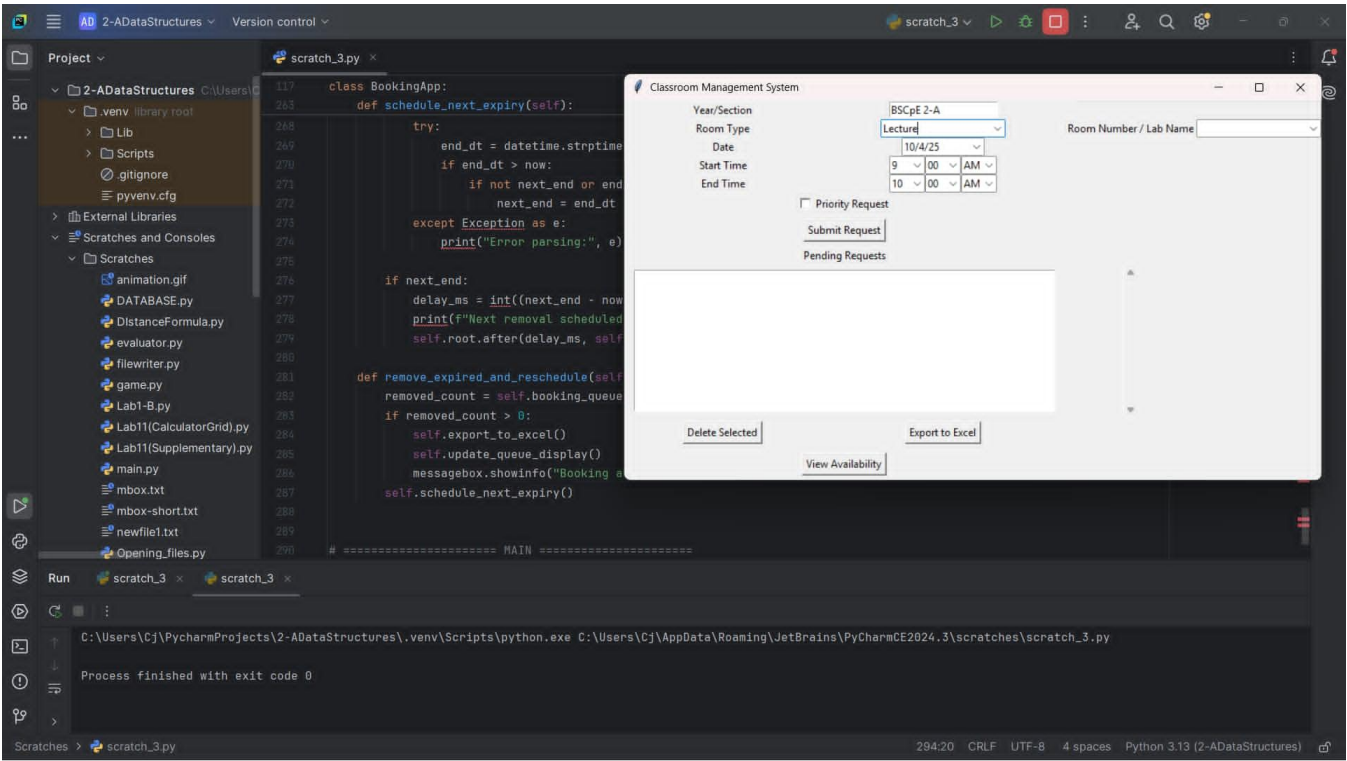 AD 2-ADataStructures Version control scratch_3
Project
scratch_3.py
2-ADataStructures C:\Users\C
.venv library root
Lib
Scripts
.gitignore
pyvenv.cfg
External Libraries
Scratches and Consoles
Scratches
animation.gif
DATABASE.py
DIstanceFormula.py
evaluator.py
filewriter.py
game.py
Lab1-B.py
Lab11(CalculatorGrid).py
Lab11(Supplementary).py
main.py
mbox.txt
mbox-short.txt
newfile1.txt
Opening_files.py
117 class BookingApp:
263 def schedule_next_expiry(self):
268 try:
269 end_dt = datetime.strptime
270 if end_dt > now:
271 if not next_end or end
272 next_end = end_dt
273 except Exception as e:
274 print("Error parsing:", e)
275
276 if next_end:
277 delay_ms = int((next_end - now
278 print(f"Next removal scheduled
279 self.root.after(delay_ms, self
280
281 def remove_expired_and_reschedule(self
282 removed_count = self.booking_queue
283 if removed_count > 0:
284 self.export_to_excel()
285 self.update_queue_display()
286 messagebox.showinfo("Booking a
287 self.schedule_next_expiry()
288
289
290 # ====================== MAIN ======================
Classroom Management System
Year/Section BSCpE 2-A
Room Type Lecture Room Number / Lab Name
Date 10/4/25
Start Time 9 00 AM
End Time 10 00 AM
Priority Request
Submit Request
Pending Requests
Delete Selected Export to Excel
View Availability
Run scratch_3 scratch_3
C:\Users\Cj\PycharmProjects\2-ADataStructures\.venv\Scripts\python.exe C:\Users\Cj\AppData\Roaming\JetBrains\PyCharmCE2024.3\scratches\scratch_3.py
Process finished with exit code 0
Scratches > scratch_3.py 294:20 CRLF UTF-8 4 spaces Python 3.13 (2-ADataStructures)